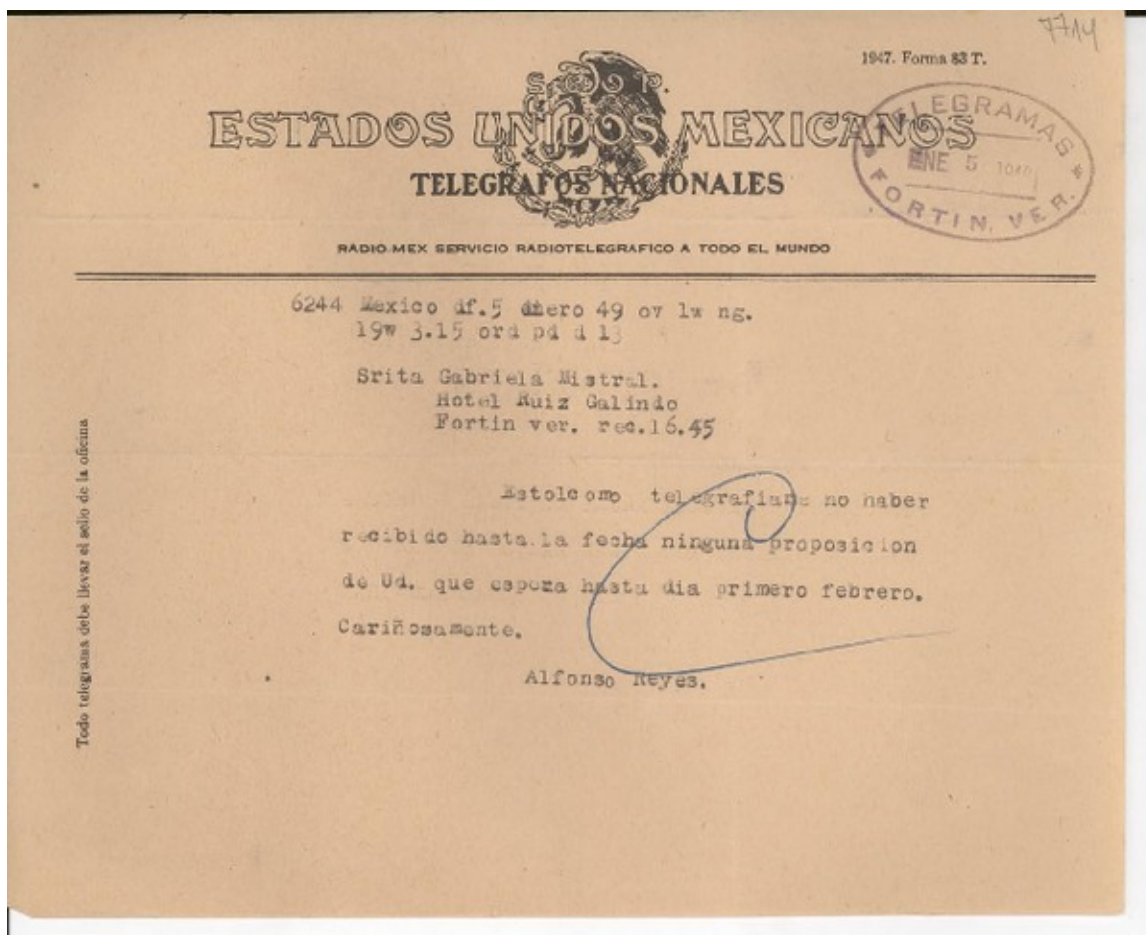 7714
1947. Forma 83 T.
S. C. O. P.
ESTADOS UNIDOS MEXICANOS
TELEGRAFOS NACIONALES
RADIO-MEX SERVICIO RADIOTELEGRAFICO A TODO EL MUNDO
TELEGRAMAS
ENE 5
FORTIN, VER.
6244 Mexico df.5 enero 49 ov lw ng.
19w 3.15 ord pd d 13
Srita Gabriela Mistral.
Hotel Ruiz Galindo
Fortin ver. rec.16.45
Estolcomo telegrafiame no haber
recibido hasta la fecha ninguna proposicion
de Ud. que espera hasta dia primero febrero.
Cariñosamente.
Alfonso Reyes.
Todo telegrama debe llevar el sello de la oficina